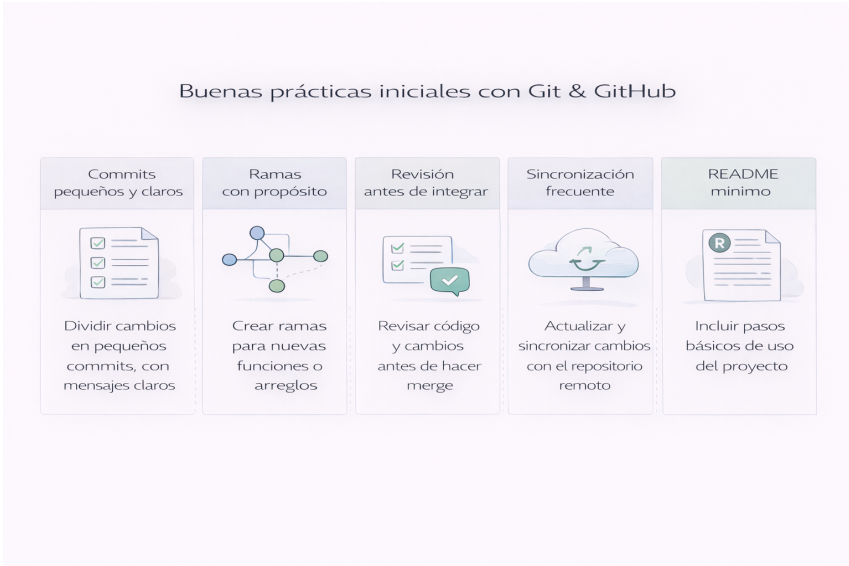 Buenas prácticas iniciales con Git & GitHub
Commits
pequeños y claros
Dividir cambios
en pequeños
commits, con
mensajes claros
Ramas
con propósito
Crear ramas
para nuevas
funciones o
arreglos
Revisión
antes de integrar
Revisar código
y cambios
antes de hacer
merge
Sincronización
frecuente
Actualizar y
sincronizar cambios
con el repositorio
remoto
README
minimo
R
Incluir pasos
básicos de uso
del proyecto